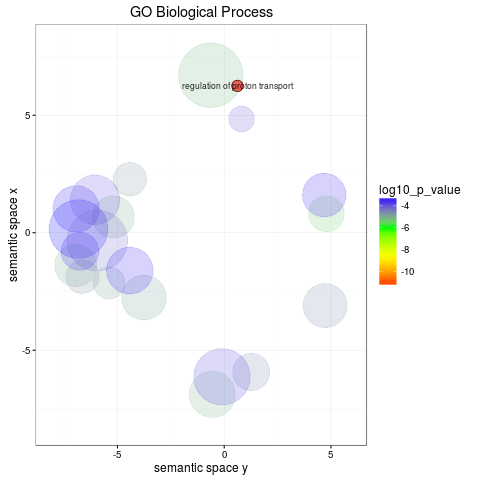 GO Biological Process
regulation of proton transport
log10_p_value
-4
-6
-8
-10
5
0
-5
semantic space x
-5
0
5
semantic space y